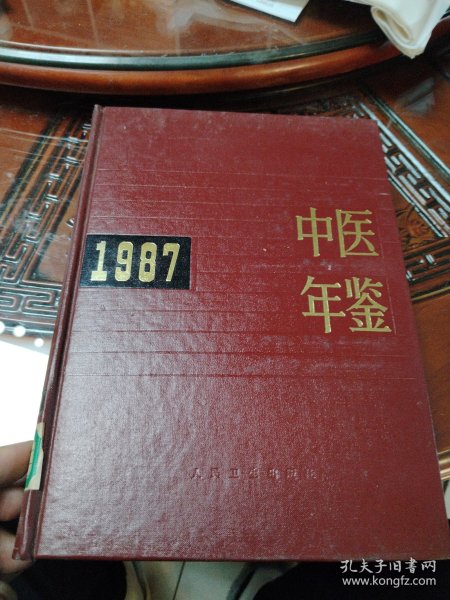 中医
年鉴
1987
人民卫生出版社
孔夫子旧书网
www.kongfz.com